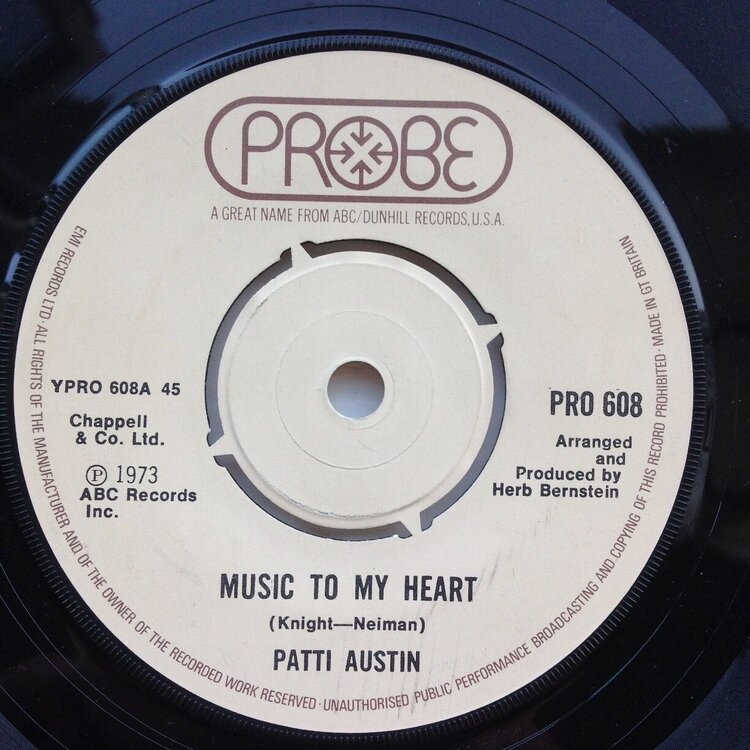 PROBE
A GREAT NAME FROM ABC/DUNHILL RECORDS, U.S.A.
EMI RECORDS LTD · ALL RIGHTS OF THE MANUFACTURER AND OF THE OWNER OF THE RECORDED WORK RESERVED · UNAUTHORISED PUBLIC PERFORMANCE BROADCASTING AND COPYING OF THIS RECORD PROHIBITED · MADE IN GT BRITAIN
YPRO 608A 45
Chappell
& Co. Ltd.
Ⓟ 1973
ABC Records
Inc.
PRO 608
Arranged
and
Produced by
Herb Bernstein
MUSIC TO MY HEART
(Knight—Neiman)
PATTI AUSTIN